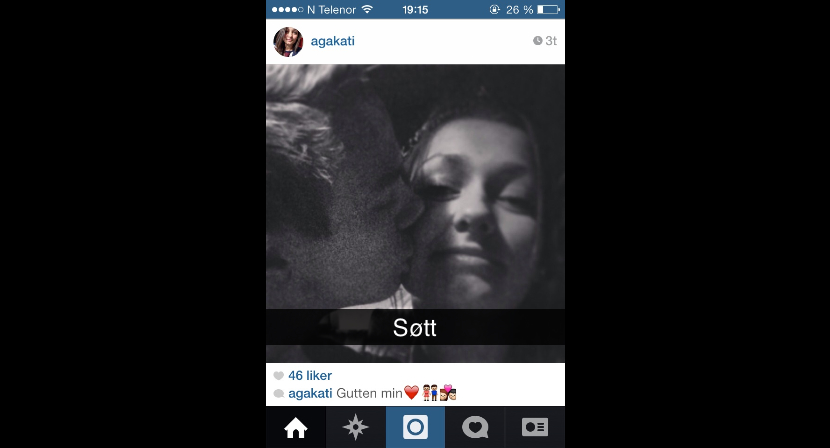 N Telenor 19:15 26 %
agakati 3t
Søtt
46 liker
agakati Gutten min❤️👫💑